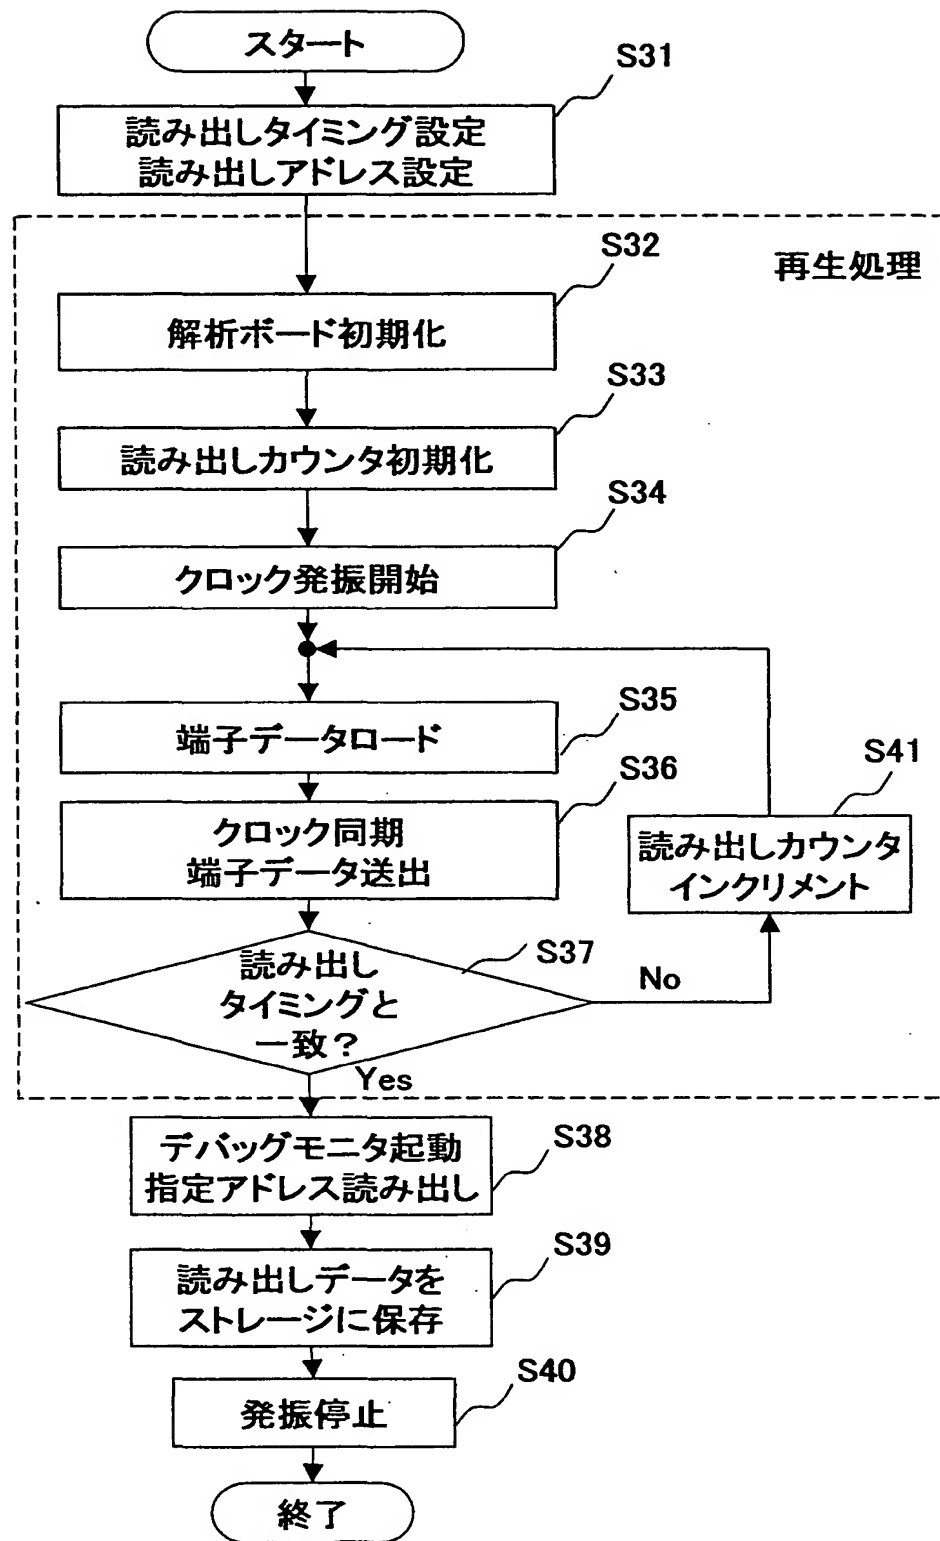 スタート
S31
読み出しタイミング設定
読み出しアドレス設定
S32
再生処理
解析ボード初期化
S33
読み出しカウンタ初期化
S34
クロック発振開始
S35
端子データロード
S36
S41
クロック同期
端子データ送出
読み出しカウンタ
インクリメント
S37
読み出し
タイミングと
一致?
No
Yes
デバッグモニタ起動
指定アドレス読み出し
S38
読み出しデータを
ストレージに保存
S39
S40
発振停止
終了